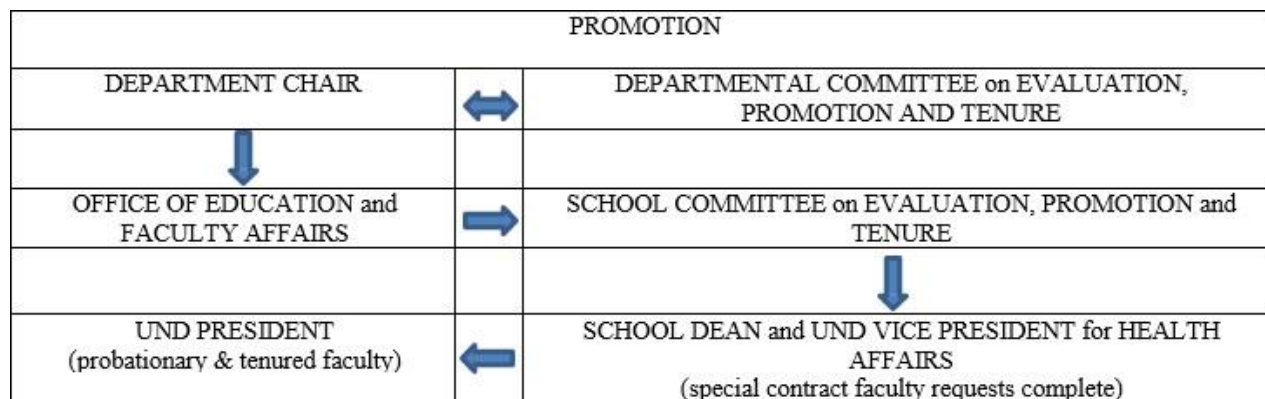 PROMOTION
DEPARTMENT CHAIR
DEPARTMENTAL COMMITTEE on EVALUATION,
PROMOTION AND TENURE
OFFICE OF EDUCATION and
FACULTY AFFAIRS
SCHOOL COMMITTEE on EVALUATION, PROMOTION and
TENURE
UND PRESIDENT
(probationary & tenured faculty)
SCHOOL DEAN and UND VICE PRESIDENT for HEALTH
AFFAIRS
(special contract faculty requests complete)